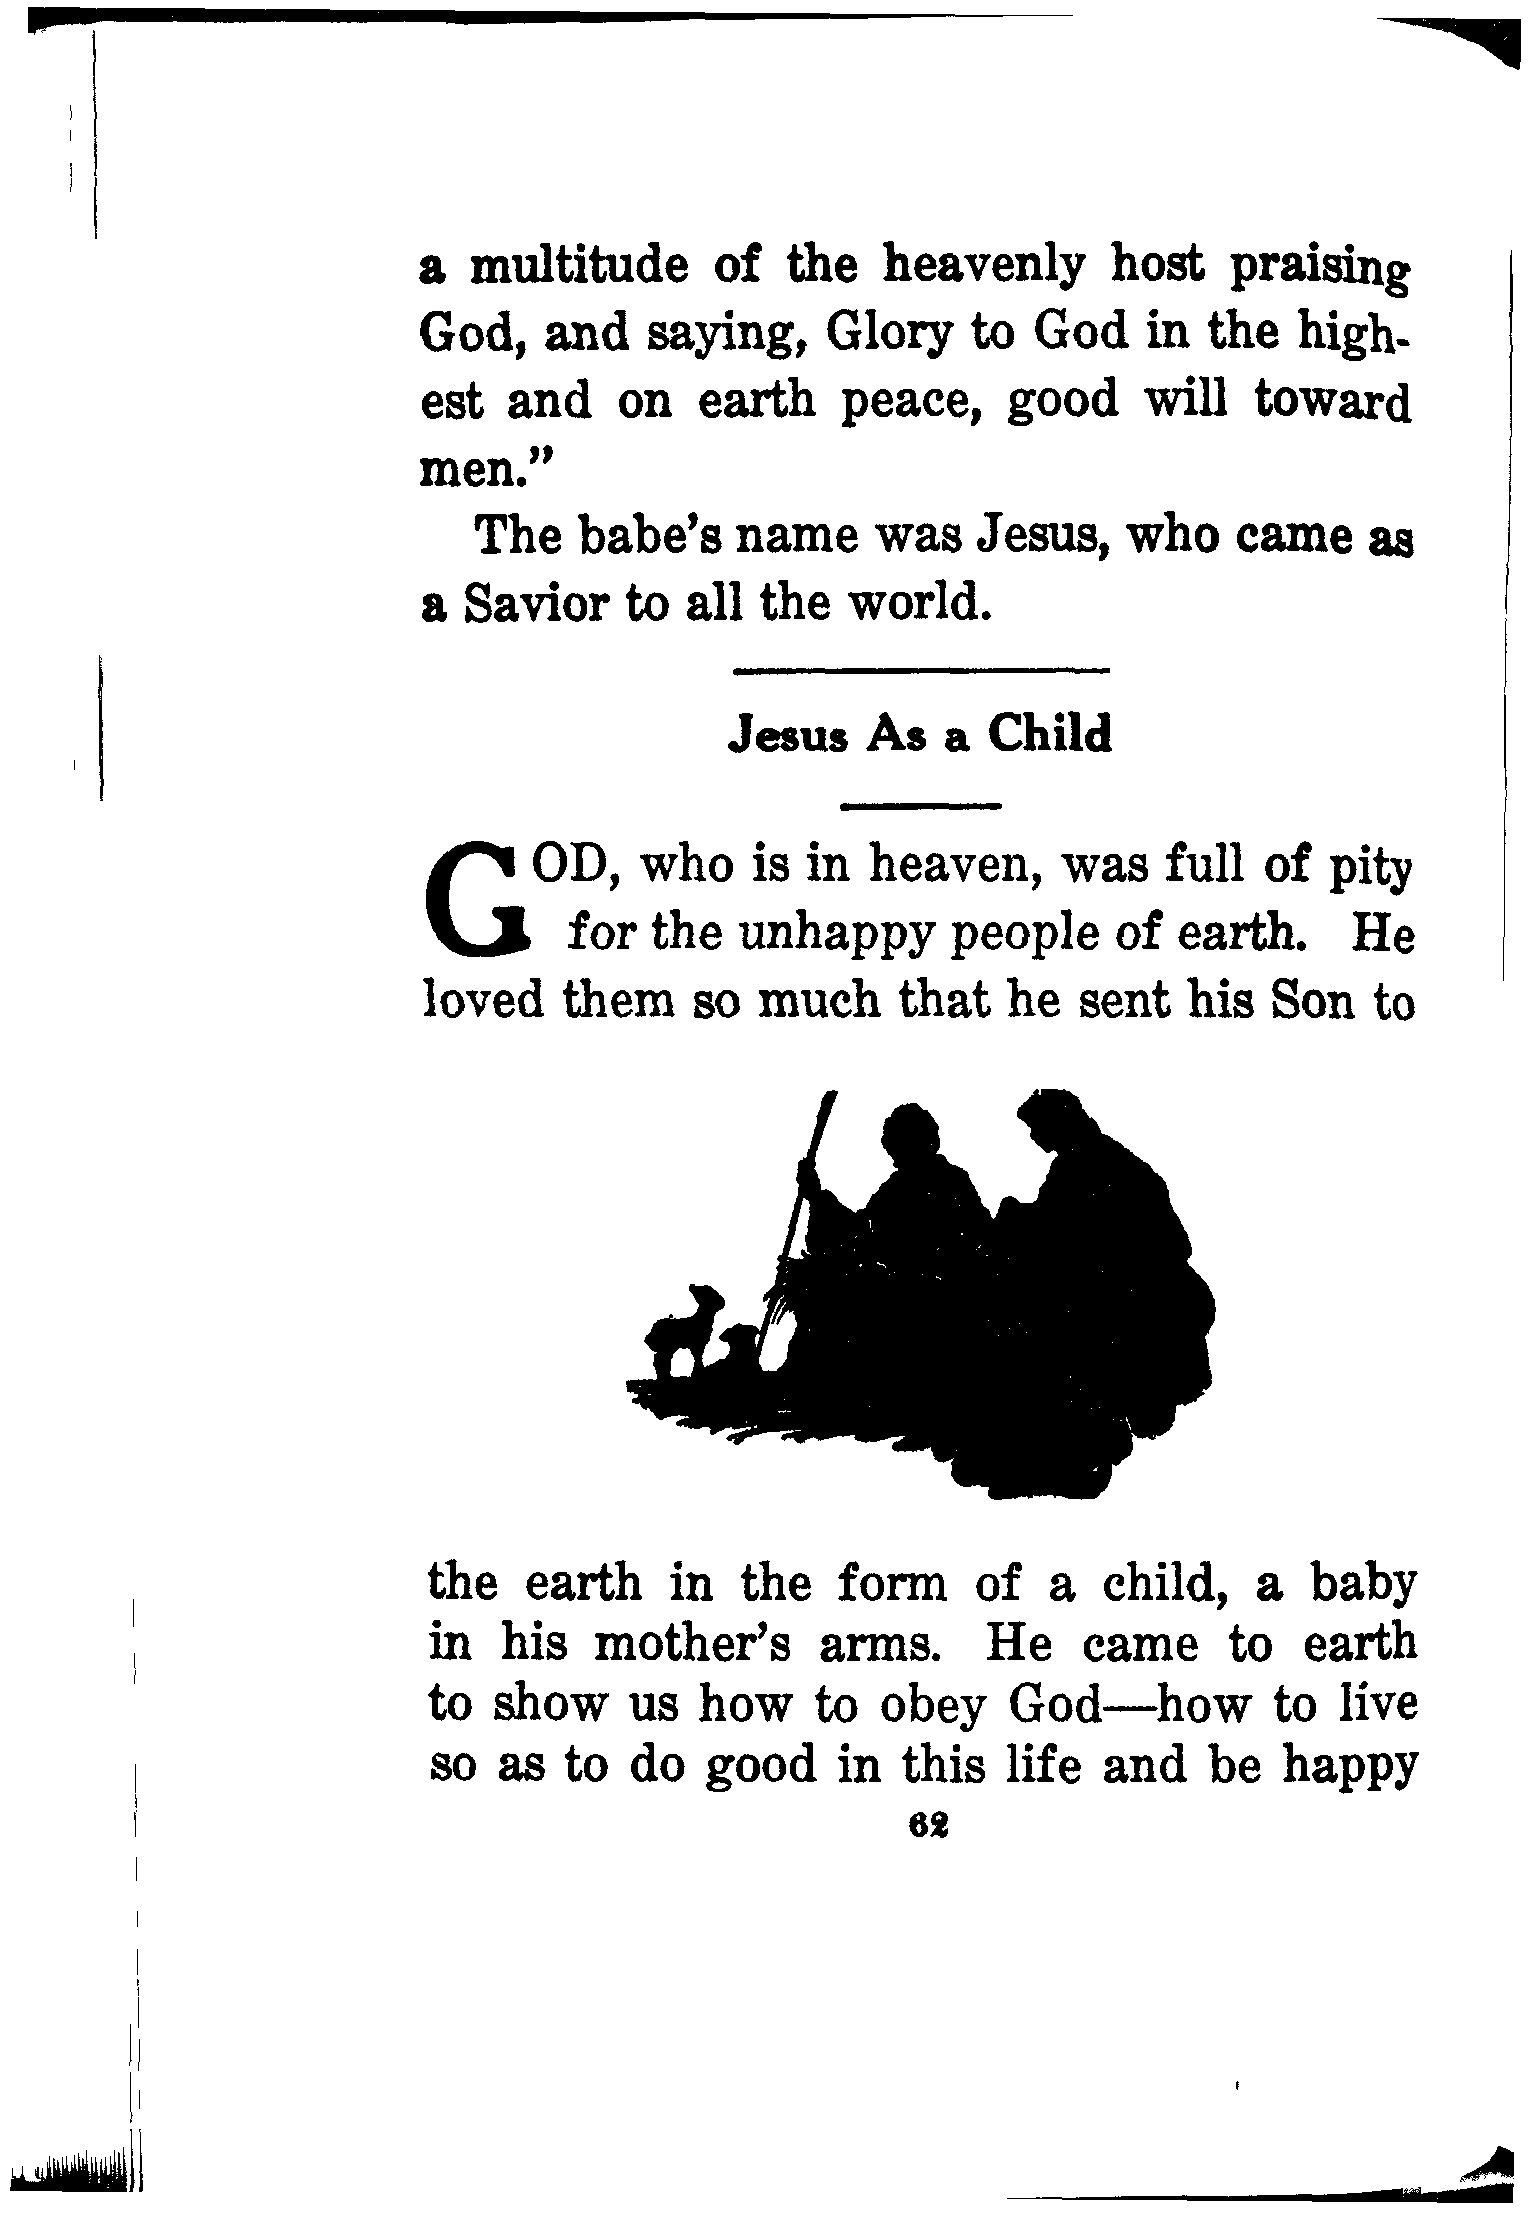 a multitude of the heavenly host praising
God, and saying, Glory to God in the high-
est and on earth peace, good will toward
men.”
The babe’s name was Jesus, who came as
a Savior to all the world.
Jesus As a Child
GOD, who is in heaven, was full of pity
for the unhappy people of earth. He
loved them so much that he sent his Son to
the earth in the form of a child, a baby
in his mother’s arms. He came to earth
to show us how to obey God—how to live
so as to do good in this life and be happy
62